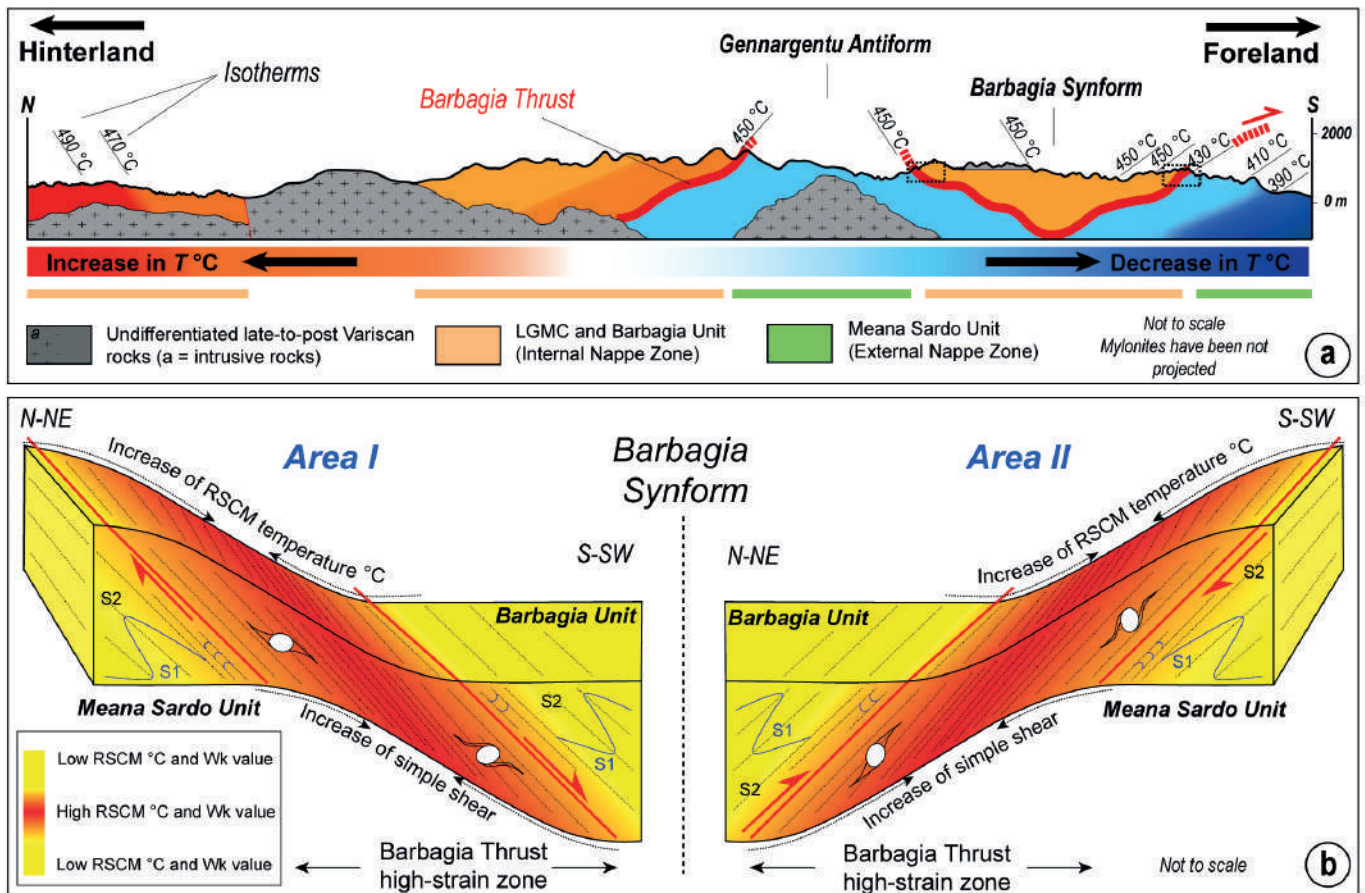 Hinterland
Foreland
Isotherms
Gennargentu Antiform
Barbagia Thrust
Barbagia Synform
N
S
490 °C
470 °C
450 °C
450 °C
450 °C
450 °C
450 °C
430 °C
410 °C
390 °C
2000
0 m
Increase in T °C
Decrease in T °C
a
Undifferentiated late-to-post Variscan
rocks (a = intrusive rocks)
LGMC and Barbagia Unit
(Internal Nappe Zone)
Meana Sardo Unit
(External Nappe Zone)
Not to scale
Mylonites have been not
projected
a
N-NE
Area I
Increase of RSCM temperature °C
S-SW
Barbagia Unit
S2
S1
S2
S1
Meana Sardo Unit
Increase of simple shear
Low RSCM °C and Wk value
High RSCM °C and Wk value
Low RSCM °C and Wk value
Barbagia Thrust
high-strain zone
Barbagia
Synform
S-SW
Area II
Increase of RSCM temperature °C
N-NE
Barbagia Unit
S2
S1
S1
S2
Meana Sardo Unit
Increase of simple shear
Barbagia Thrust
high-strain zone
Not to scale
b